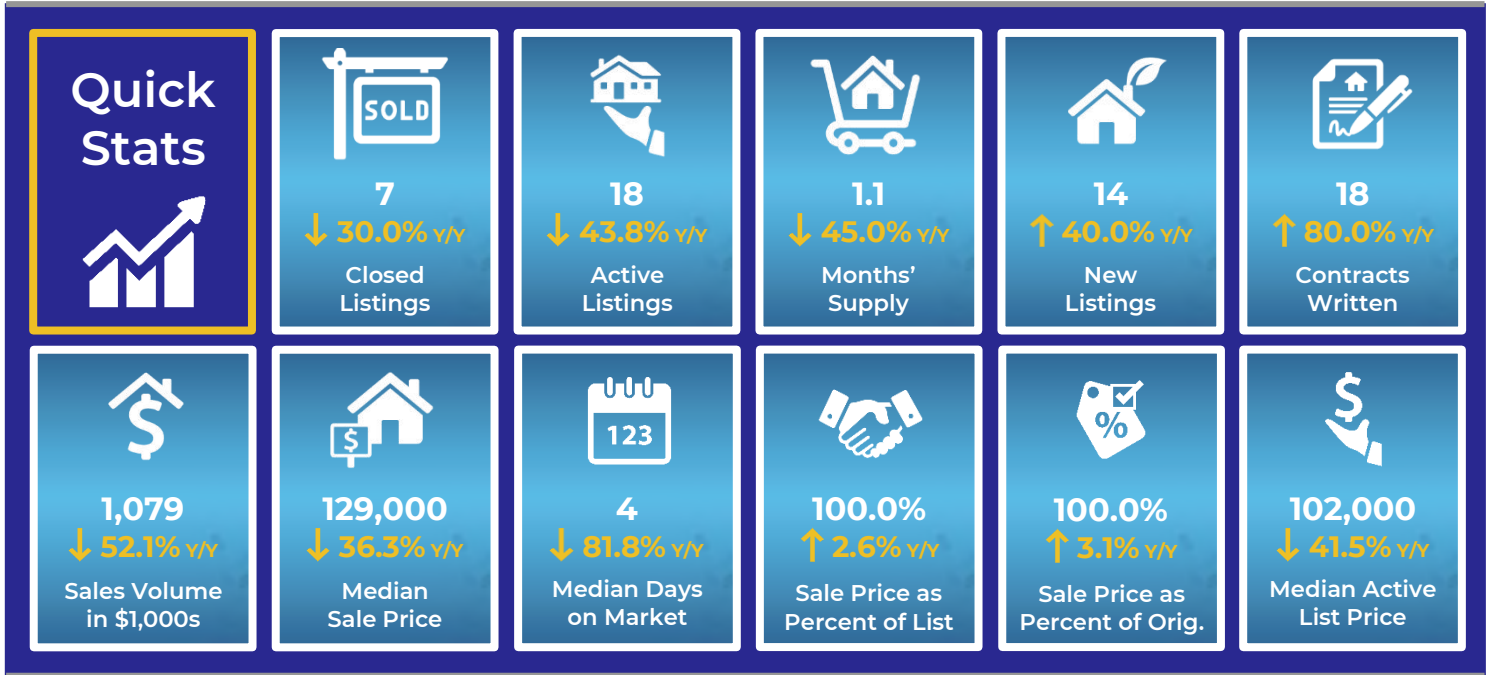 Quick
Stats
SOLD
7
↓ 30.0% Y/Y
Closed
Listings
18
↓ 43.8% Y/Y
Active
Listings
1.1
↓ 45.0% Y/Y
Months’
Supply
14
↑ 40.0% Y/Y
New
Listings
18
↑ 80.0% Y/Y
Contracts
Written
$
1,079
↓ 52.1% Y/Y
Sales Volume
in $1,000s
$
129,000
↓ 36.3% Y/Y
Median
Sale Price
123
4
↓ 81.8% Y/Y
Median Days
on Market
100.0%
↑ 2.6% Y/Y
Sale Price as
Percent of List
%
100.0%
↑ 3.1% Y/Y
Sale Price as
Percent of Orig.
$
102,000
↓ 41.5% Y/Y
Median Active
List Price